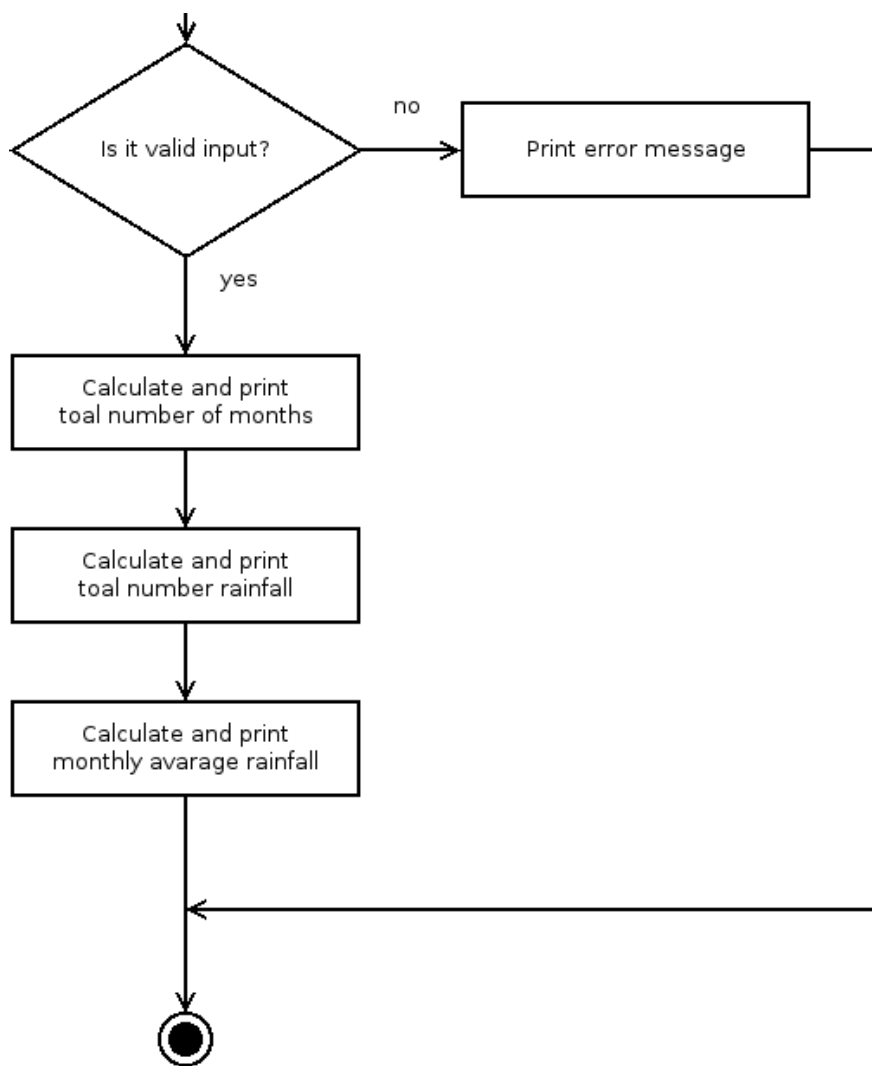 Is it valid input?
no
Print error message
yes
Calculate and print
toal number of months
Calculate and print
toal number rainfall
Calculate and print
monthly avarage rainfall